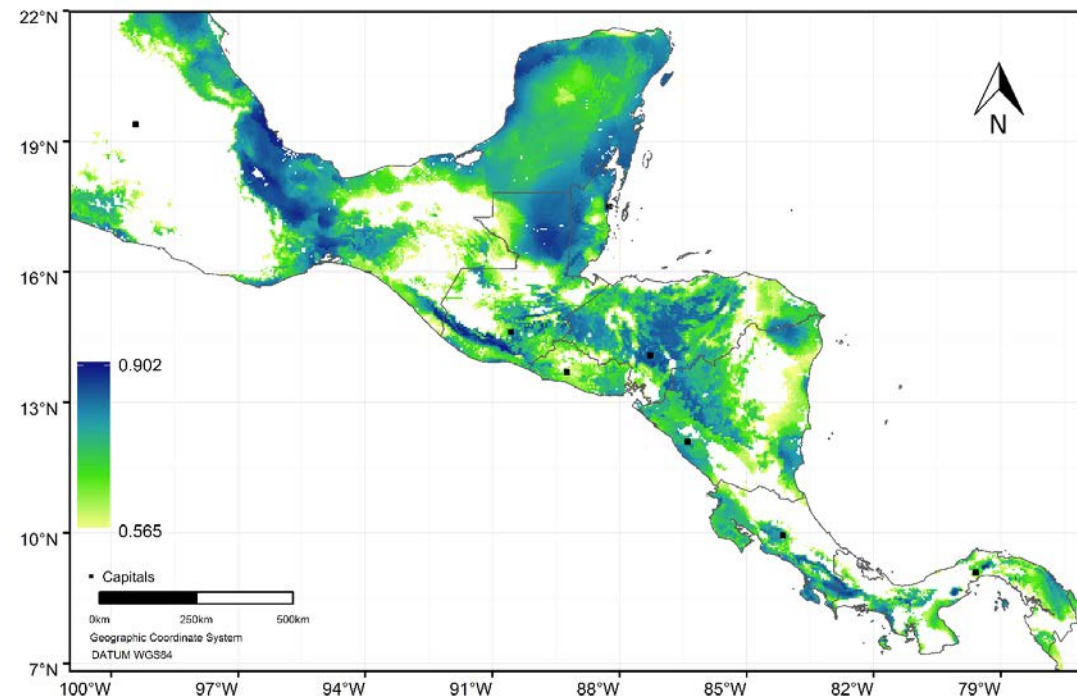 22°N
19°N
16°N
13°N
10°N
7°N
N
0.902
0.565
Capitals
0km 250km 500km
Geographic Coordinate System
DATUM WGS84
100°W 97°W 94°W 91°W 88°W 85°W 82°W 79°W